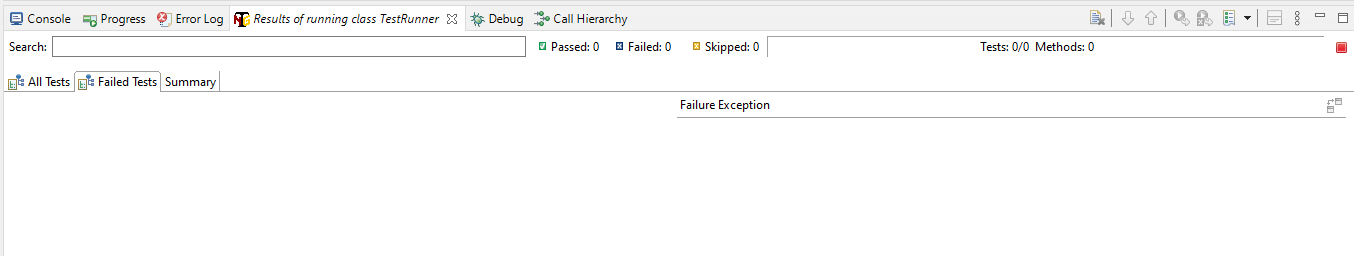 Console Progress Error Log Results of running class TestRunner Debug Call Hierarchy
Search: Passed: 0 Failed: 0 Skipped: 0 Tests: 0/0 Methods: 0
All Tests Failed Tests Summary
Failure Exception